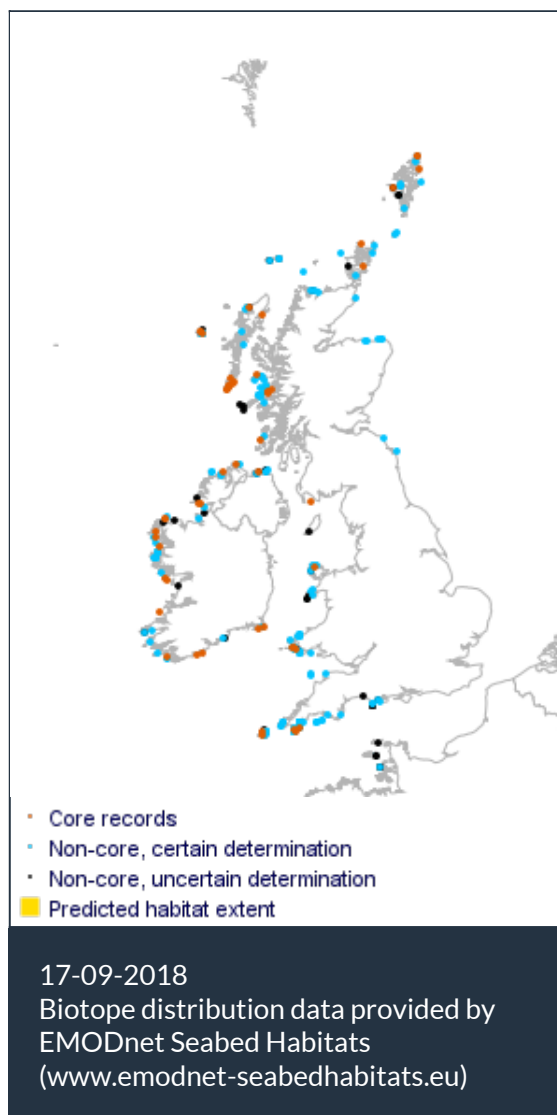 Core records
Non-core, certain determination
Non-core, uncertain determination
Predicted habitat extent
17-09-2018
Biotope distribution data provided by
EMODnet Seabed Habitats
(www.emodnet-seabedhabitats.eu)